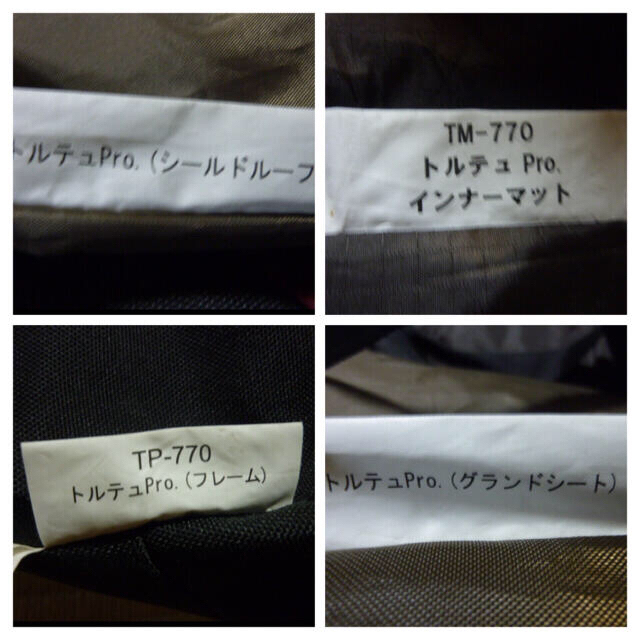 トルテュPro.(シールドルーフ
TM-770
トルテュ Pro.
インナーマット
TP-770
トルテュPro.(フレーム)
トルテュPro.(グランドシート)